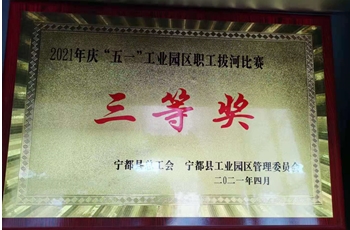 2021年庆“五一”工业园区职工拔河比赛
三等奖
宁都县总工会 宁都县工业园区管理委员会
二〇二一年四月